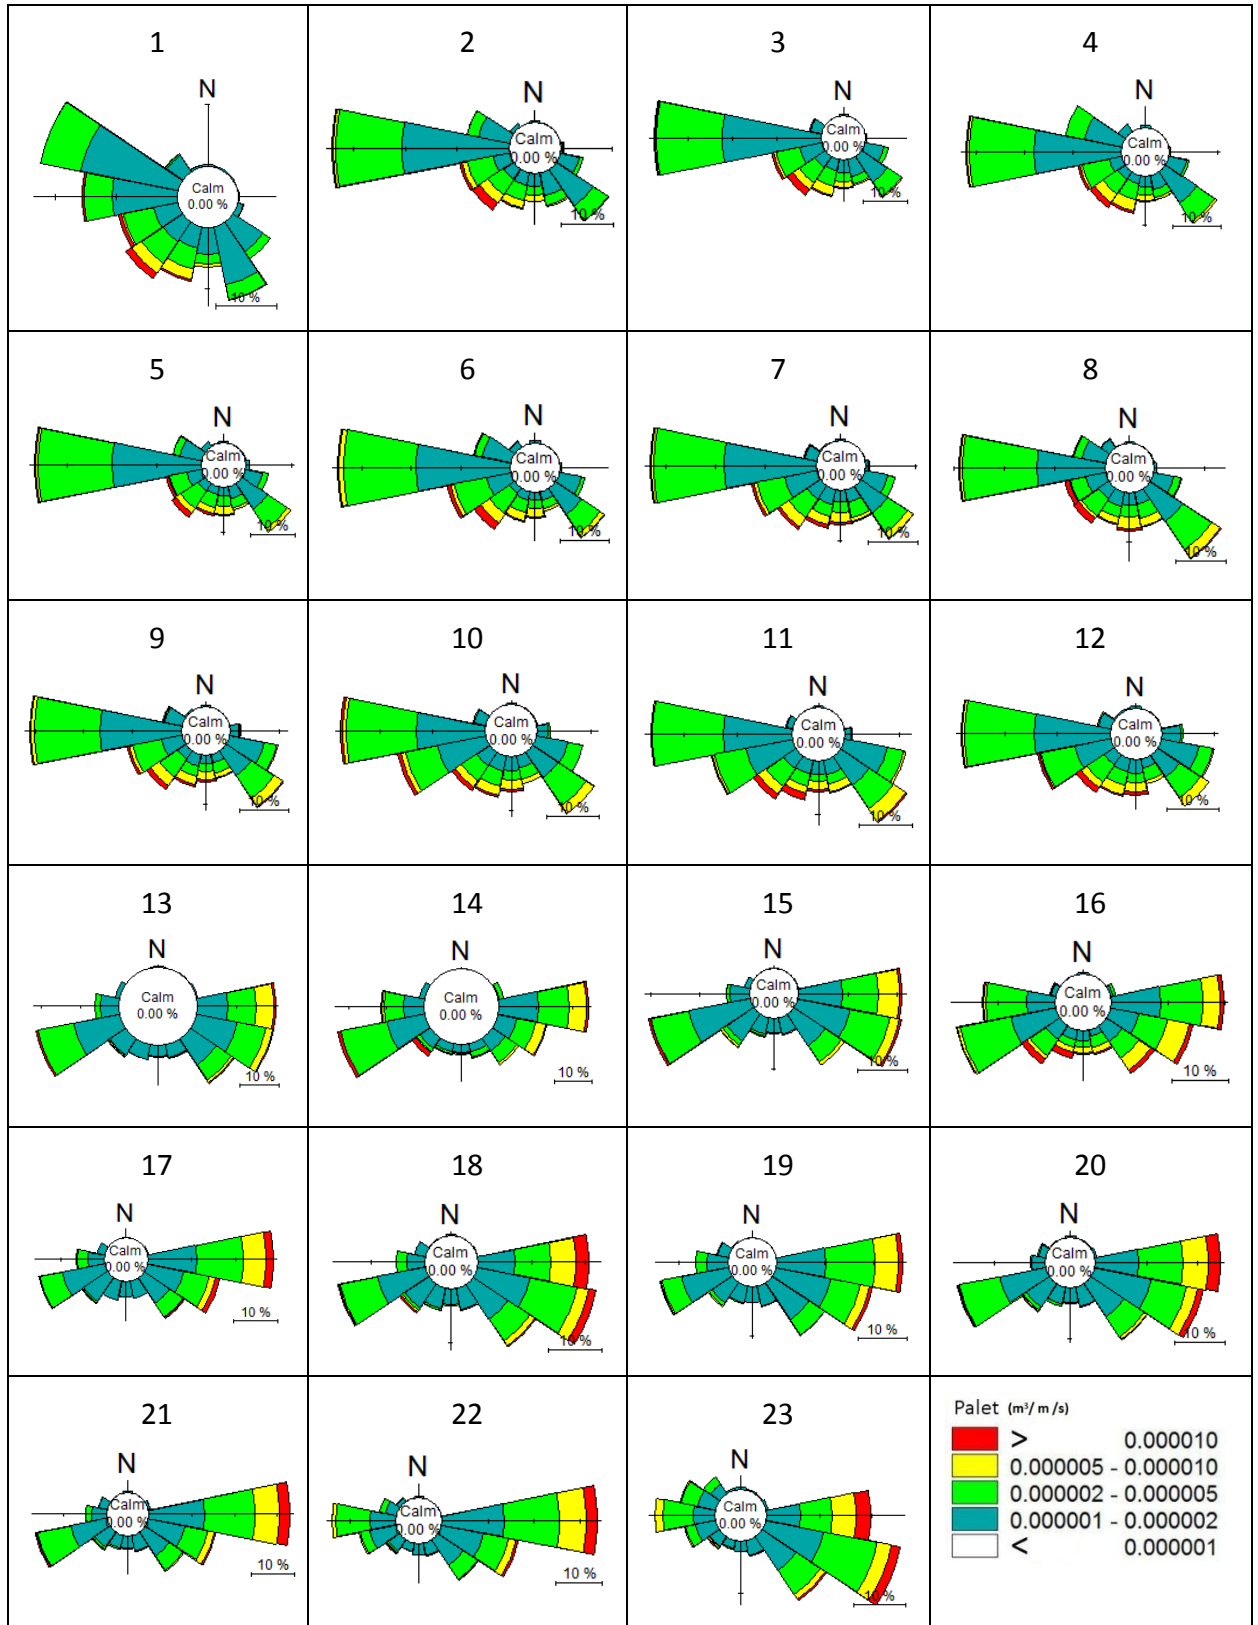 1 2 3 4
N N N N
Calm 0.00 % Calm 0.00 % Calm 0.00 % Calm 0.00 %
10 % 10 % 10 % 10 %
5 6 7 8
N N N N
Calm 0.00 % Calm 0.00 % Calm 0.00 % Calm 0.00 %
10 % 10 % 10 % 10 %
9 10 11 12
N N N N
Calm 0.00 % Calm 0.00 % Calm 0.00 % Calm 0.00 %
10 % 10 % 10 % 10 %
13 14 15 16
N N N N
Calm 0.00 % Calm 0.00 % Calm 0.00 % Calm 0.00 %
10 % 10 % 10 % 10 %
17 18 19 20
N N N N
Calm 0.00 % Calm 0.00 % Calm 0.00 % Calm 0.00 %
10 % 10 % 10 % 10 %
21 22 23
N N N
Calm 0.00 % Calm 0.00 % Calm 0.00 %
10 % 10 % 10 %
Palet (m³/ m /s)
> 0.000010
0.000005 - 0.000010
0.000002 - 0.000005
0.000001 - 0.000002
< 0.000001